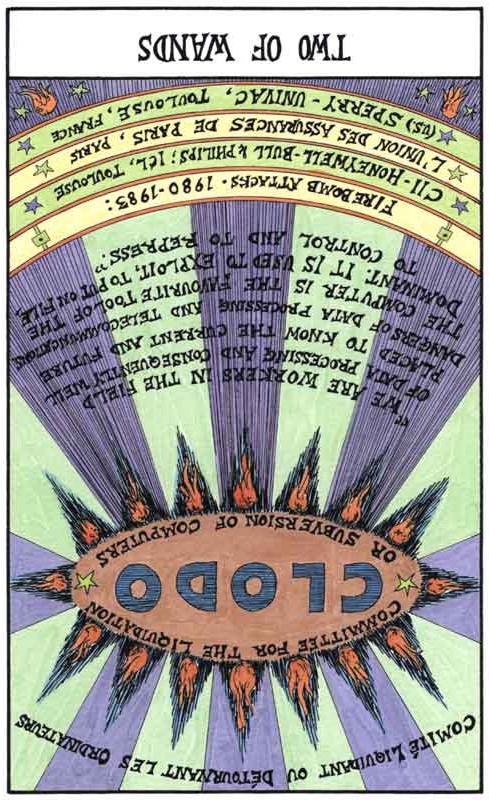 COMITÉ LIQUIDANT OU DÉTOURNANT LES ORDINATEURS
COMMITTEE FOR THE LIQUIDATION
CLODO
OR SUBVERSION OF COMPUTERS
"WE ARE WORKERS IN THE FIELD
OF DATA PROCESSING AND CONSEQUENTLY WELL
PLACED TO KNOW THE CURRENT AND FUTURE
DANGERS OF DATA PROCESSING AND TELECOMMUNICATIONS.
THE COMPUTER IS THE FAVOURITE TOOL OF THE
DOMINANT. IT IS USED TO EXLOIT, TO PUT ON FILE,
TO CONTROL AND TO REPRESS."
FIREBOMB ATTACKS - 1980-1983:
CII-HONEYWELL-BULL & PHILIPS; ICL, TOULOUSE
L'UNION DES ASSURANCES DE PARIS, PARIS
(US) SPERRY-UNIVAC, TOULOUSE, FRANCE
TWO OF WANDS